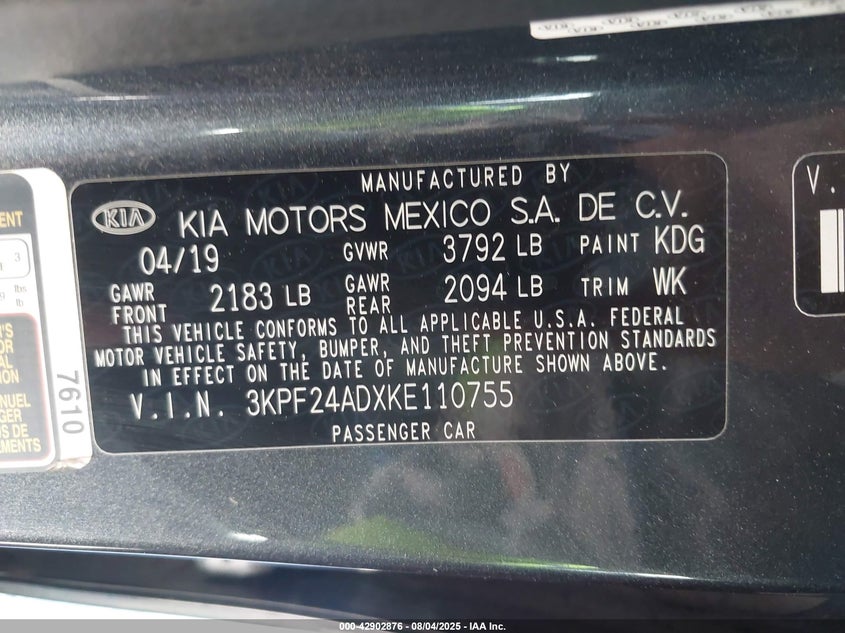 MANUFACTURED BY
KIA KIA MOTORS MEXICO S.A. DE C.V.
04/19 GVWR 3792 LB PAINT KDG
GAWR FRONT 2183 LB GAWR REAR 2094 LB TRIM WK
THIS VEHICLE CONFORMS TO ALL APPLICABLE U.S.A. FEDERAL
MOTOR VEHICLE SAFETY, BUMPER, AND THEFT PREVENTION STANDARDS
IN EFFECT ON THE DATE OF MANUFACTURE SHOWN ABOVE.
V.I.N. 3KPF24ADXKE110755
PASSENGER CAR
7610
V.
000-42902876 - 08/04/2025 - IAA Inc.